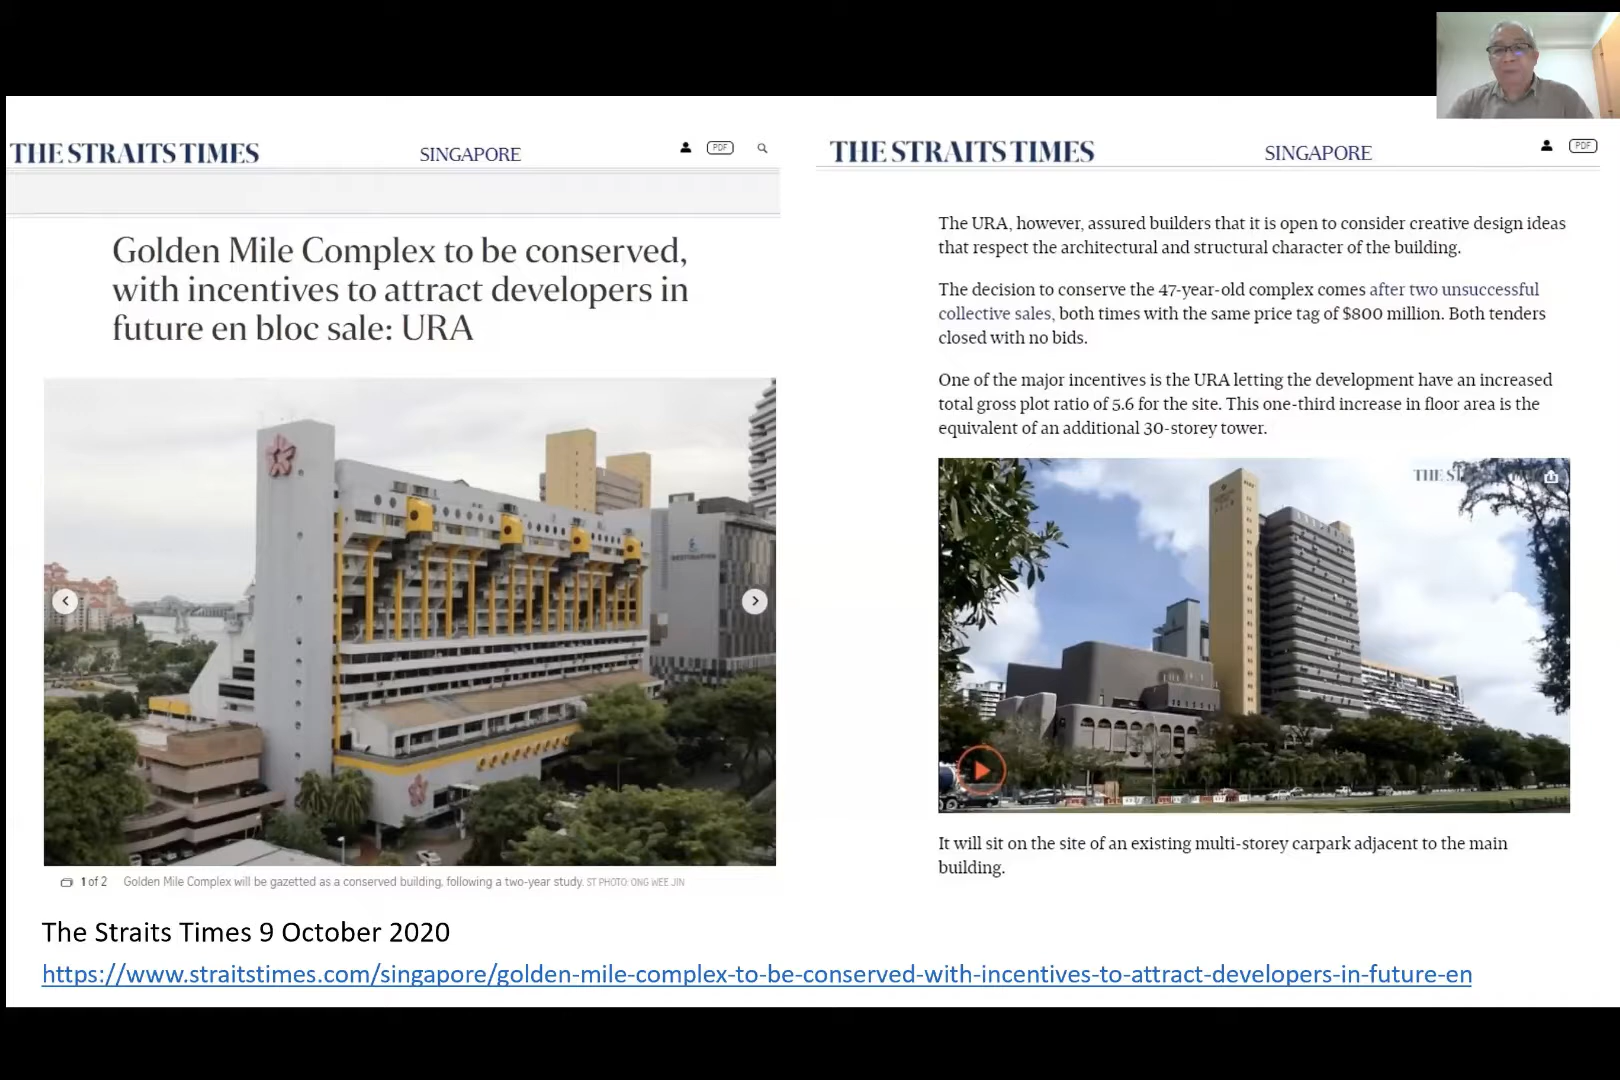 THE STRAITS TIMES
SINGAPORE
PDF
Golden Mile Complex to be conserved,
with incentives to attract developers in
future en bloc sale: URA
1 of 2 Golden Mile Complex will be gazetted as a conserved building, following a two-year study. ST PHOTO: ONG WEE JIN
THE STRAITS TIMES
SINGAPORE
PDF
The URA, however, assured builders that it is open to consider creative design ideas
that respect the architectural and structural character of the building.
The decision to conserve the 47-year-old complex comes after two unsuccessful
collective sales, both times with the same price tag of $800 million. Both tenders
closed with no bids.
One of the major incentives is the URA letting the development have an increased
total gross plot ratio of 5.6 for the site. This one-third increase in floor area is the
equivalent of an additional 30-storey tower.
It will sit on the site of an existing multi-storey carpark adjacent to the main
building.
The Straits Times 9 October 2020
https://www.straitstimes.com/singapore/golden-mile-complex-to-be-conserved-with-incentives-to-attract-developers-in-future-en